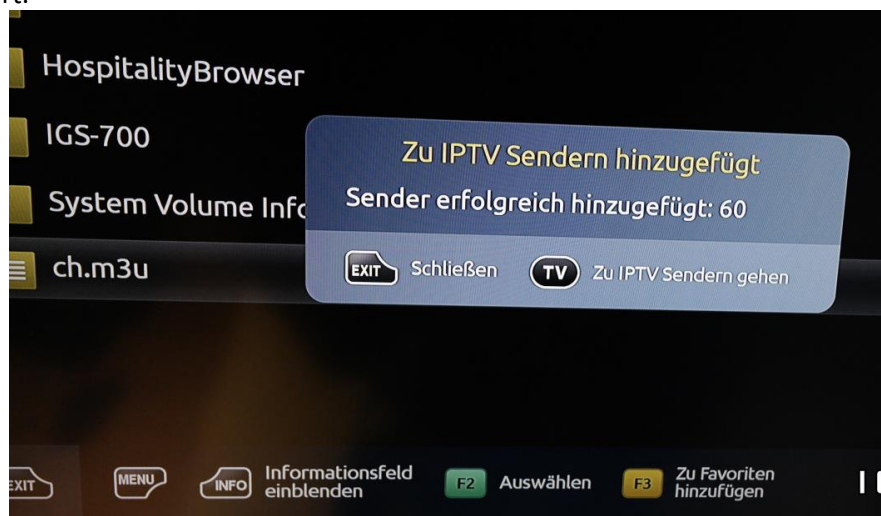 HospitalityBrowser
IGS-700
Zu IPTV Sendern hinzugefügt
System Volume Info
Sender erfolgreich hinzugefügt: 60
ch.m3u
EXIT Schließen TV Zu IPTV Sendern gehen
EXIT MENU INFO Informationsfeld
einblenden
F2 Auswählen F3 Zu Favoriten
hinzufügen